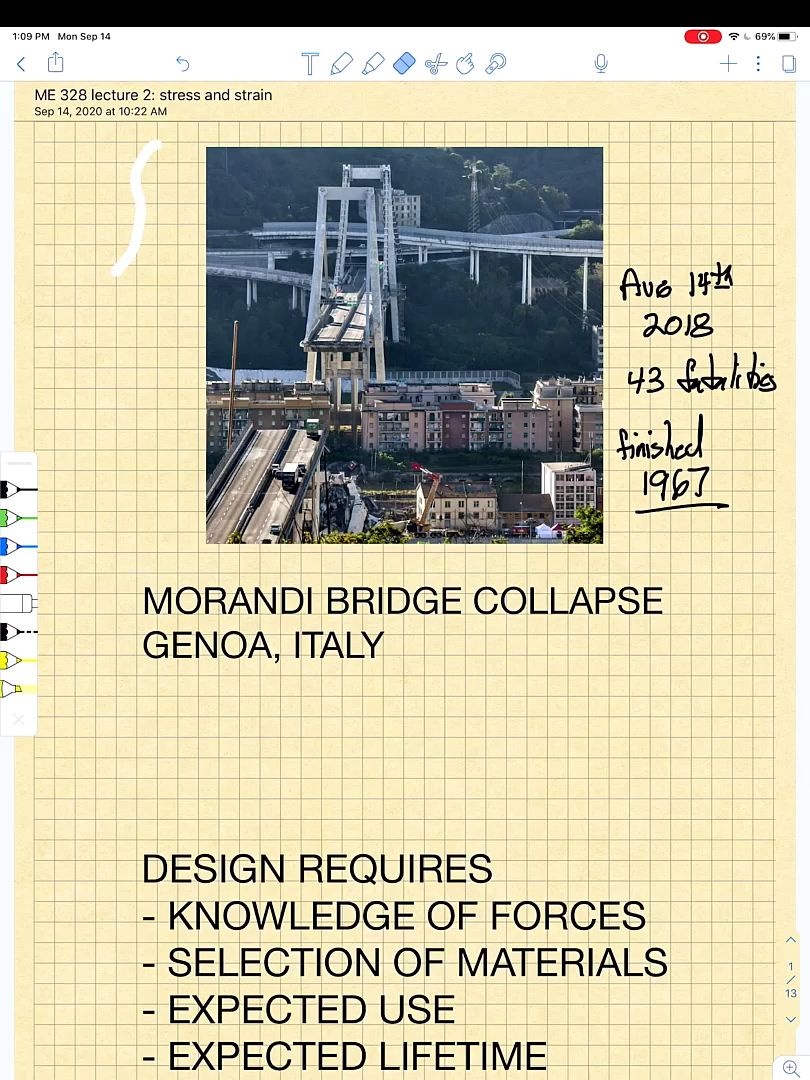 1:09 PM Mon Sep 14
69%
ME 328 lecture 2: stress and strain
Sep 14, 2020 at 10:22 AM
Aug 14th
2018
43 fatalities
finished
1967
MORANDI BRIDGE COLLAPSE
GENOA, ITALY
DESIGN REQUIRES
- KNOWLEDGE OF FORCES
- SELECTION OF MATERIALS
- EXPECTED USE
- EXPECTED LIFETIME
1
/
13